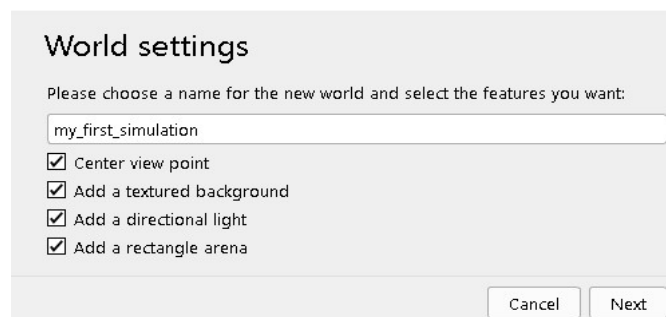 World settings
Please choose a name for the new world and select the features you want:
my_first_simulation
Center view point
Add a textured background
Add a directional light
Add a rectangle arena
Cancel Next